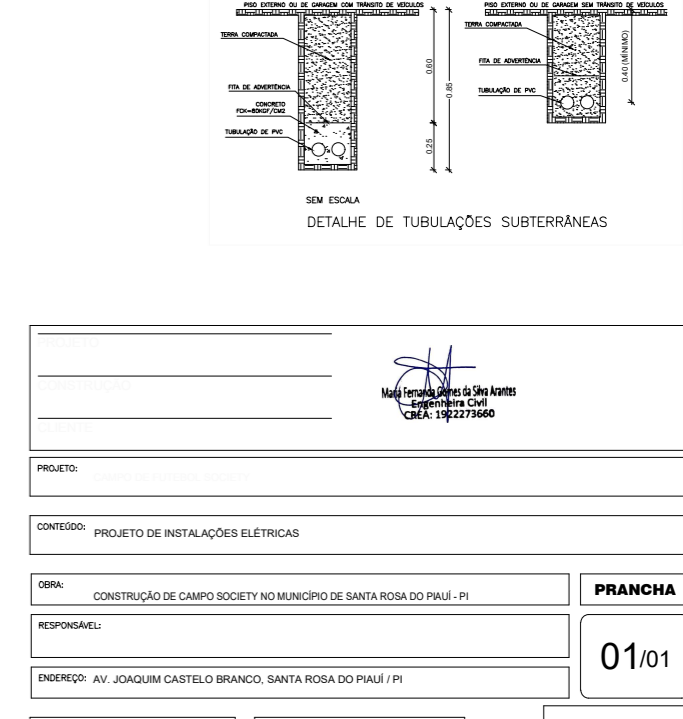 PISO EXTERNO OU DE GARAGEM COM TRÂNSITO DE VEÍCULOS
TERRA COMPACTADA
FITA DE ADVERTÊNCIA
CONCRETO
FCK=80KGF/CM2
TUBULAÇÃO DE PVC
0.60
0.85
0.25
PISO EXTERNO OU DE GARAGEM SEM TRÂNSITO DE VEÍCULOS
TERRA COMPACTADA
FITA DE ADVERTÊNCIA
TUBULAÇÃO DE PVC
0.40 (MÍNIMO)
SEM ESCALA
DETALHE DE TUBULAÇÕES SUBTERRÂNEAS
PROJETO
CONSTRUÇÃO
CLIENTE
Maria Fernanda Gomes da Silva Arantes
Engenheira Civil
CREA: 1922273660
PROJETO:
CAMPO DE FUTEBOL SOCIETY
CONTEÚDO: PROJETO DE INSTALAÇÕES ELÉTRICAS
OBRA: CONSTRUÇÃO DE CAMPO SOCIETY NO MUNICÍPIO DE SANTA ROSA DO PIAUÍ - PI
PRANCHA
RESPONSÁVEL:
01/01
ENDEREÇO: AV. JOAQUIM CASTELO BRANCO, SANTA ROSA DO PIAUÍ / PI